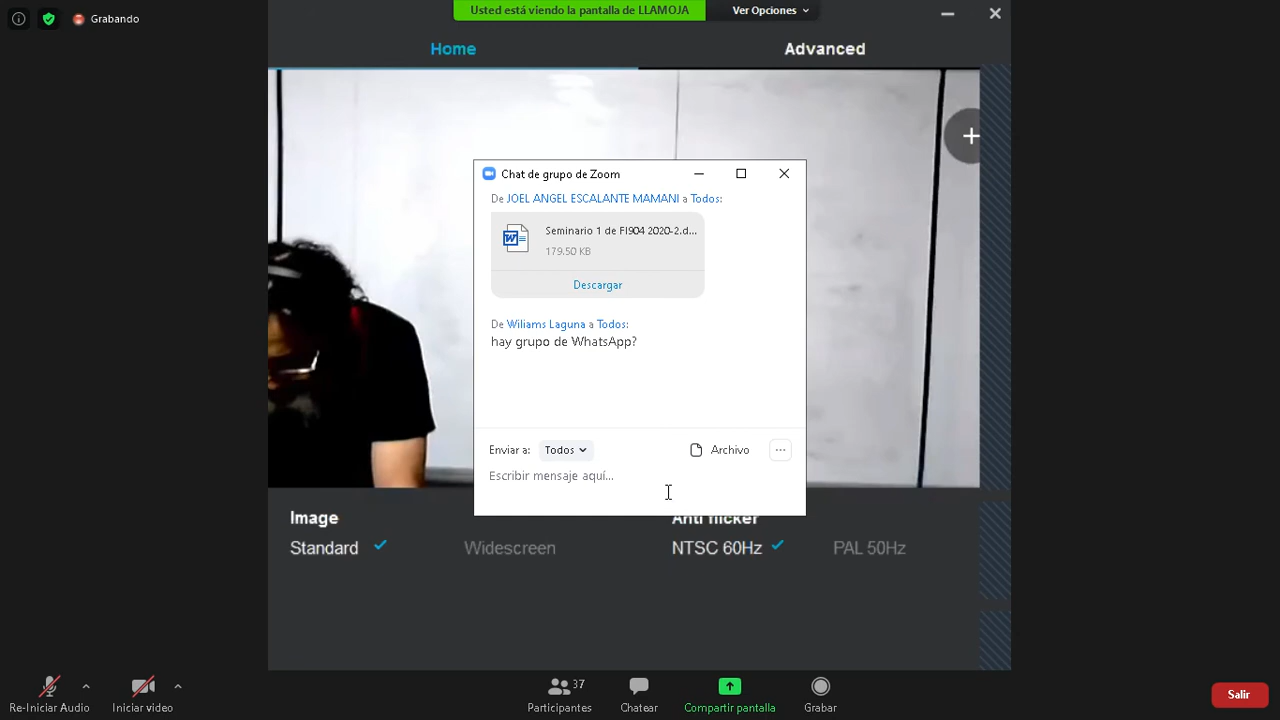 Grabando
Usted está viendo la pantalla de LLAMOJA
Ver Opciones
Home
Advanced
Chat de grupo de Zoom
De JOEL ANGEL ESCALANTE MAMANI a Todos:
Seminario 1 de FI904 2020-2.d...
179.50 KB
Descargar
De Wiliams Laguna a Todos:
hay grupo de WhatsApp?
Enviar a: Todos
Archivo
Escribir mensaje aquí...
Image
Anti flicker
Standard
Widescreen
NTSC 60Hz
PAL 50Hz
Re-Iniciar Audio
Iniciar video
37
Participantes
Chatear
Compartir pantalla
Grabar
Salir